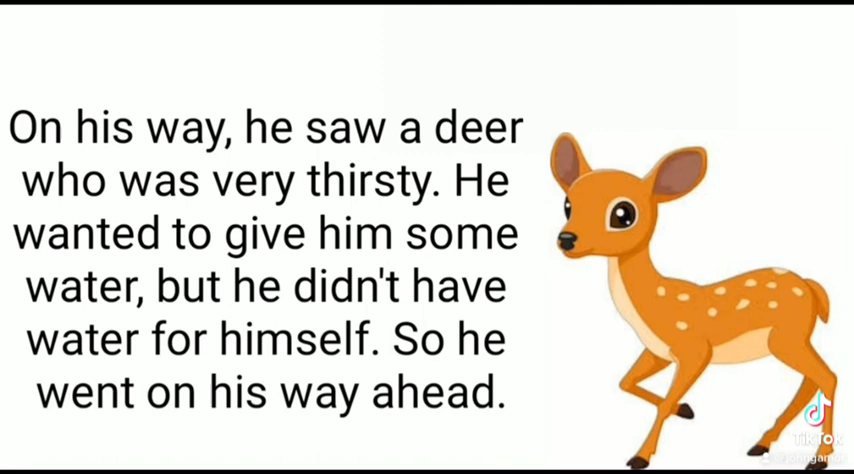 On his way, he saw a deer
who was very thirsty. He
wanted to give him some
water, but he didn't have
water for himself. So he
went on his way ahead.
TikTok